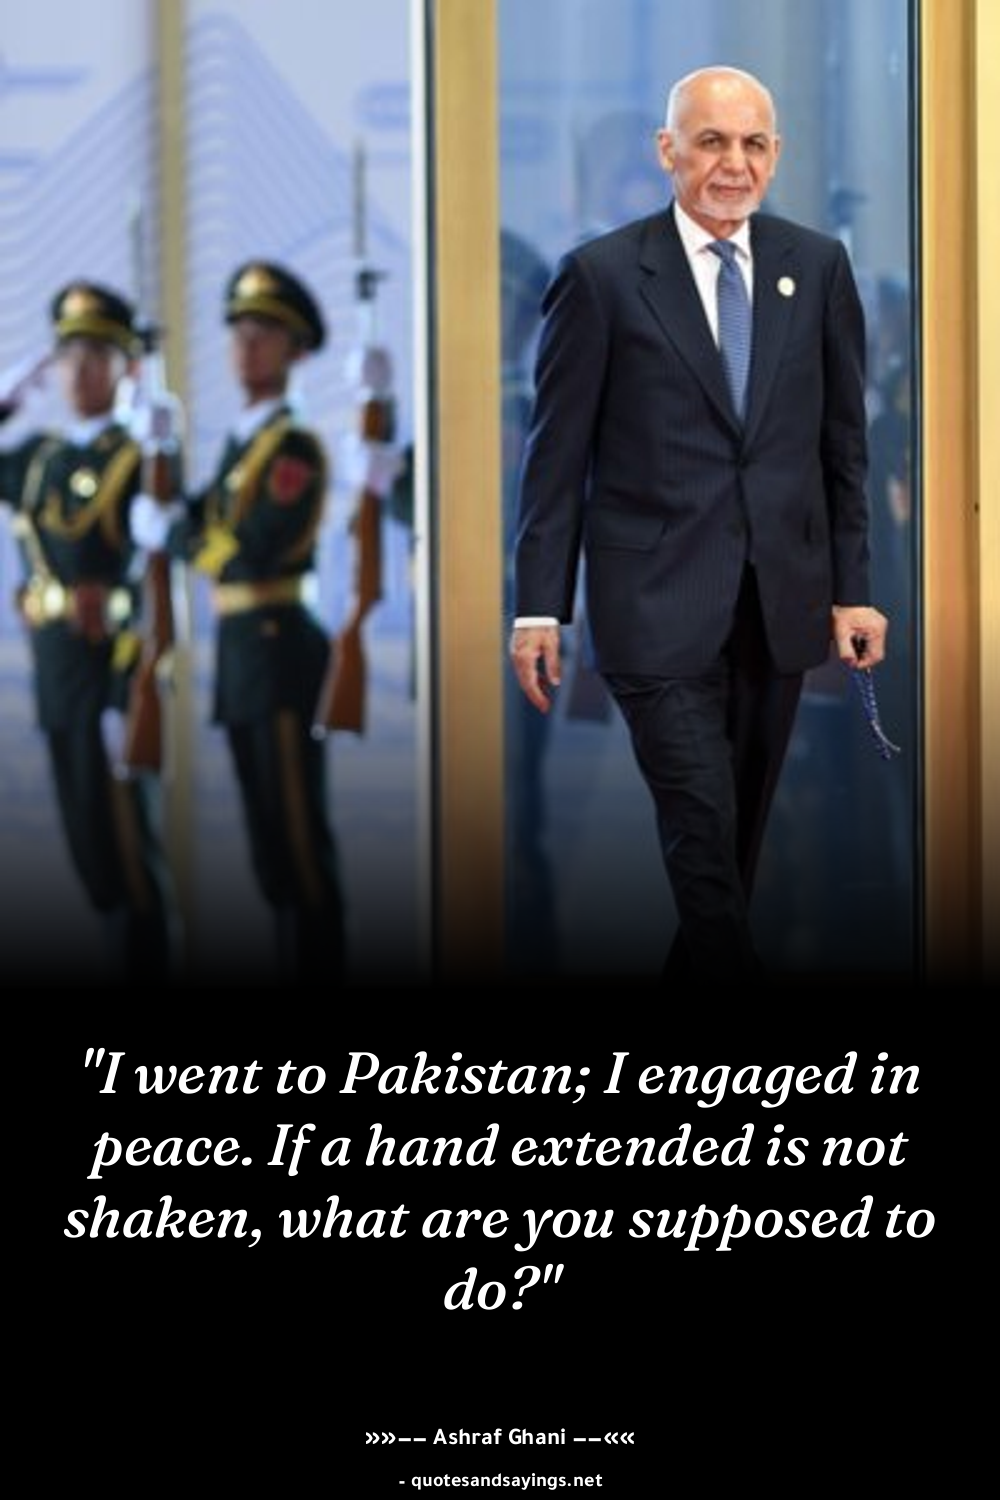 "I went to Pakistan; I engaged in
peace. If a hand extended is not
shaken, what are you supposed to
do?"
»»—— Ashraf Ghani ——««
- quotesandsayings.net